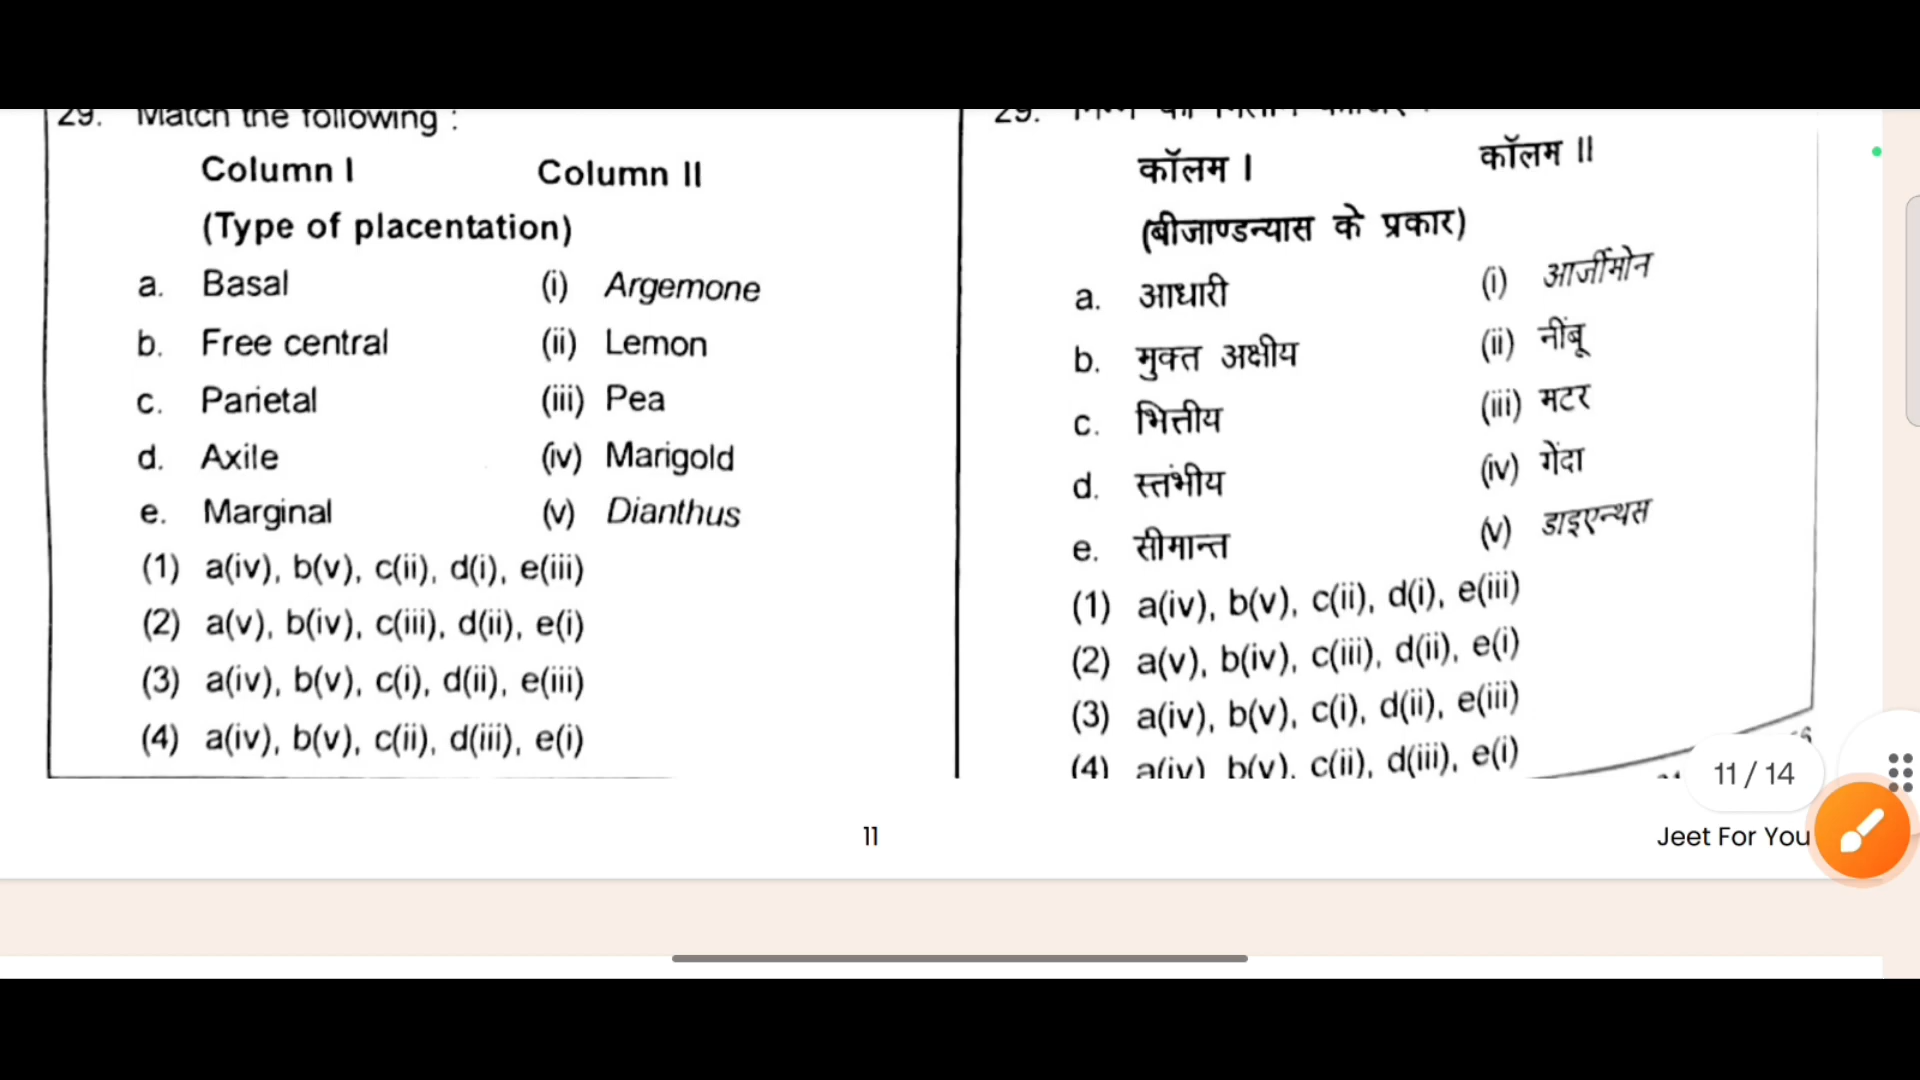 29. Match the following :
Column I Column II
(Type of placentation)
a. Basal (i) Argemone
b. Free central (ii) Lemon
c. Parietal (iii) Pea
d. Axile (iv) Marigold
e. Marginal (v) Dianthus
(1) a(iv), b(v), c(ii), d(i), e(iii)
(2) a(v), b(iv), c(iii), d(ii), e(i)
(3) a(iv), b(v), c(i), d(ii), e(iii)
(4) a(iv), b(v), c(ii), d(iii), e(i)
29.
कॉलम I कॉलम II
(बीजाण्डन्यास के प्रकार)
a. आधारी (i) आर्जीमोन
b. मुक्त अक्षीय (ii) नींबू
c. भित्तीय (iii) मटर
d. स्तंभीय (iv) गेंदा
e. सीमान्त (v) डाइएन्थस
(1) a(iv), b(v), c(ii), d(i), e(iii)
(2) a(v), b(iv), c(iii), d(ii), e(i)
(3) a(iv), b(v), c(i), d(ii), e(iii)
(4) a(iv) b(v), c(ii), d(iii), e(i)
11 / 14
11
Jeet For You